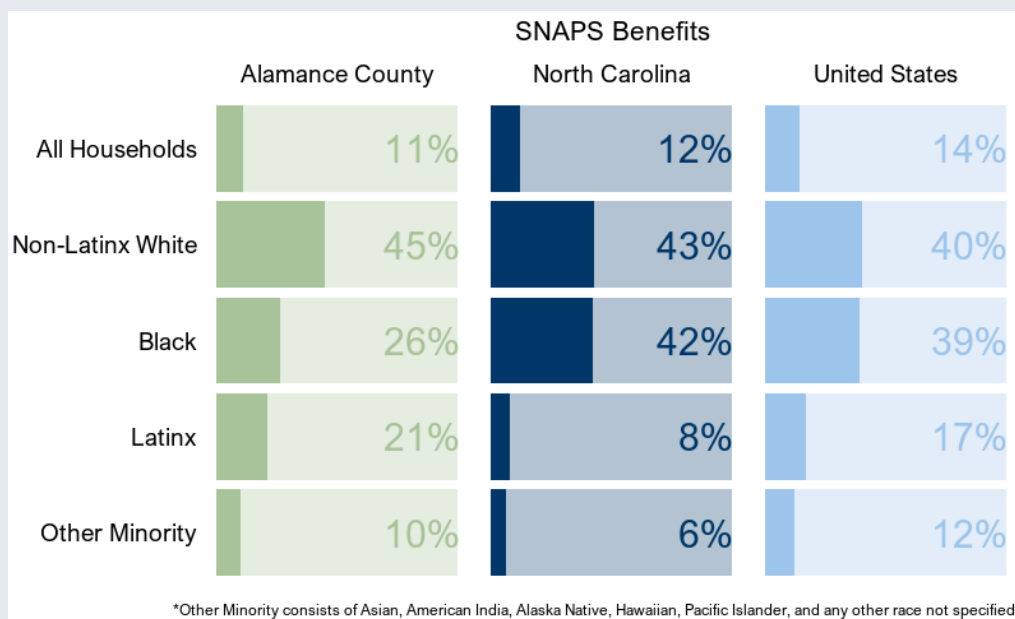 SNAPS Benefits
Alamance County North Carolina United States
All Households 11% 12% 14%
Non-Latinx White 45% 43% 40%
Black 26% 42% 39%
Latinx 21% 8% 17%
Other Minority 10% 6% 12%
*Other Minority consists of Asian, American India, Alaska Native, Hawaiian, Pacific Islander, and any other race not specified